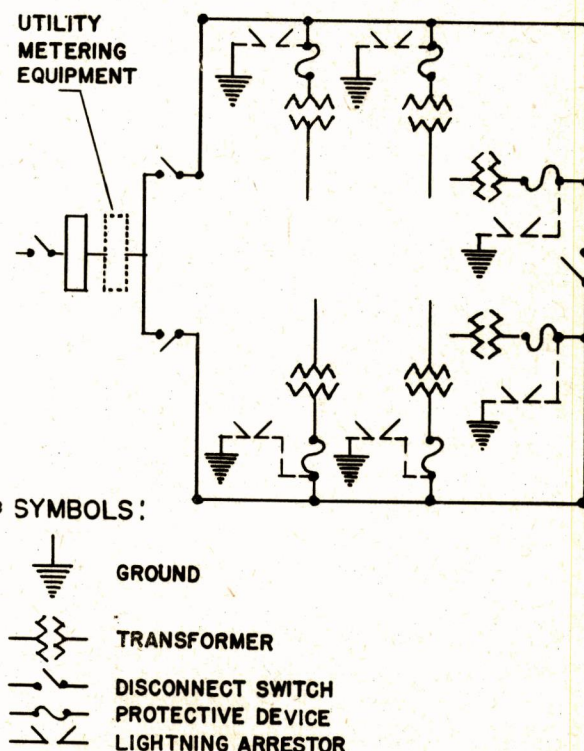 UTILITY
METERING
EQUIPMENT
SYMBOLS:
GROUND
TRANSFORMER
DISCONNECT SWITCH
PROTECTIVE DEVICE
LIGHTNING ARRESTOR